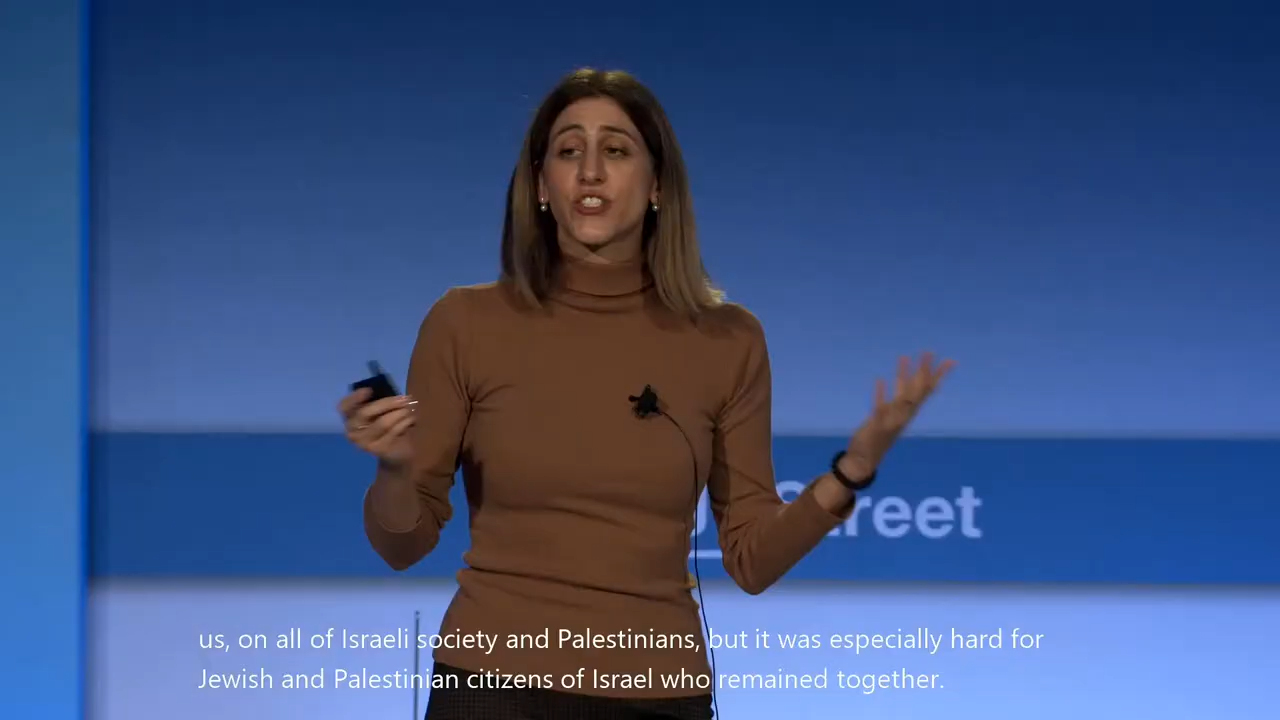 J Street
us, on all of Israeli society and Palestinians, but it was especially hard for
Jewish and Palestinian citizens of Israel who remained together.